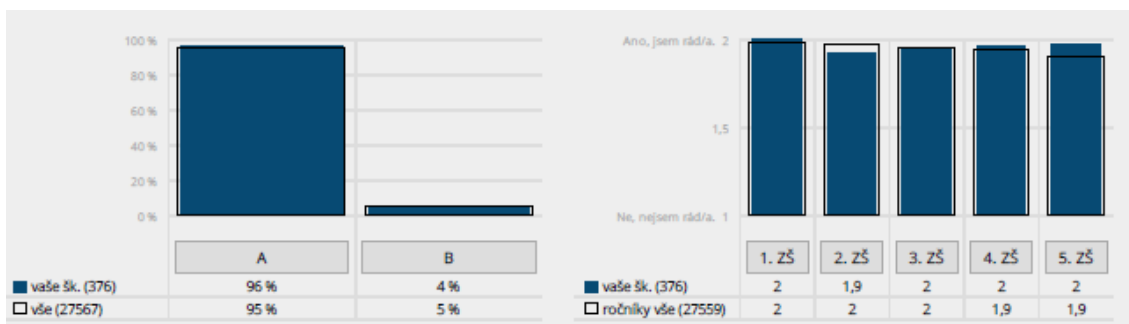 100 %
80 %
60 %
40 %
20 %
0 %
A B
vaše šk. (376) 96 % 4 %
vše (27567) 95 % 5 %
Ano, jsem rád/a. 2
1,5
Ne, nejsem rád/a. 1
1. ZŠ 2. ZŠ 3. ZŠ 4. ZŠ 5. ZŠ
vaše šk. (376) 2 1,9 2 2 2
ročníky vše (27559) 2 2 2 1,9 1,9